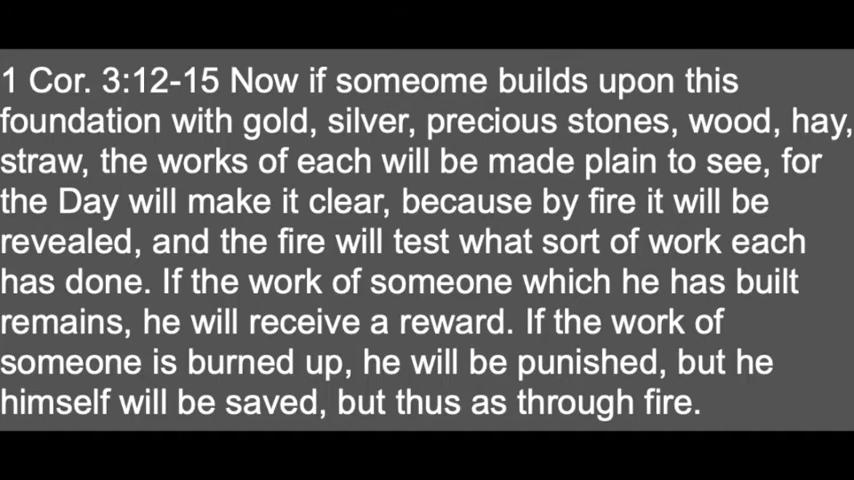 1 Cor. 3:12-15 Now if someome builds upon this
foundation with gold, silver, precious stones, wood, hay,
straw, the works of each will be made plain to see, for
the Day will make it clear, because by fire it will be
revealed, and the fire will test what sort of work each
has done. If the work of someone which he has built
remains, he will receive a reward. If the work of
someone is burned up, he will be punished, but he
himself will be saved, but thus as through fire.